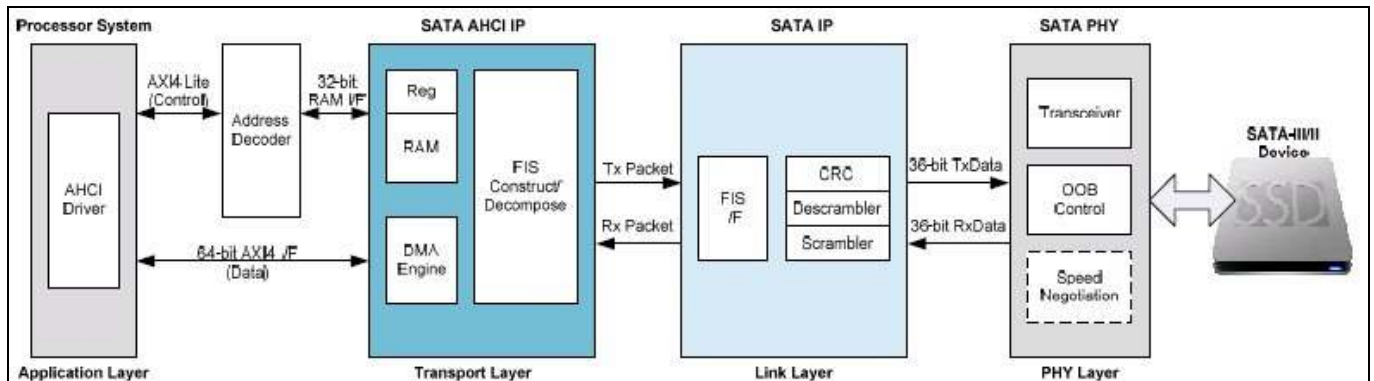 Processor System
SATA AHCI IP
SATA IP
SATA PHY
AXI4-Lite
(Control)
32-bit
RAM I/F
Address
Decoder
AHCI
Driver
64-bit AXI4 I/F
(Data)
Reg
RAM
DMA
Engine
FIS
Construct/
Decompose
Tx Packet
Rx Packet
FIS
I/F
CRC
Descrambler
Scrambler
36-bit TxData
36-bit RxData
Transceiver
OOB
Control
Speed
Negotiation
SATA-III/II
Device
SSD
Application Layer
Transport Layer
Link Layer
PHY Layer